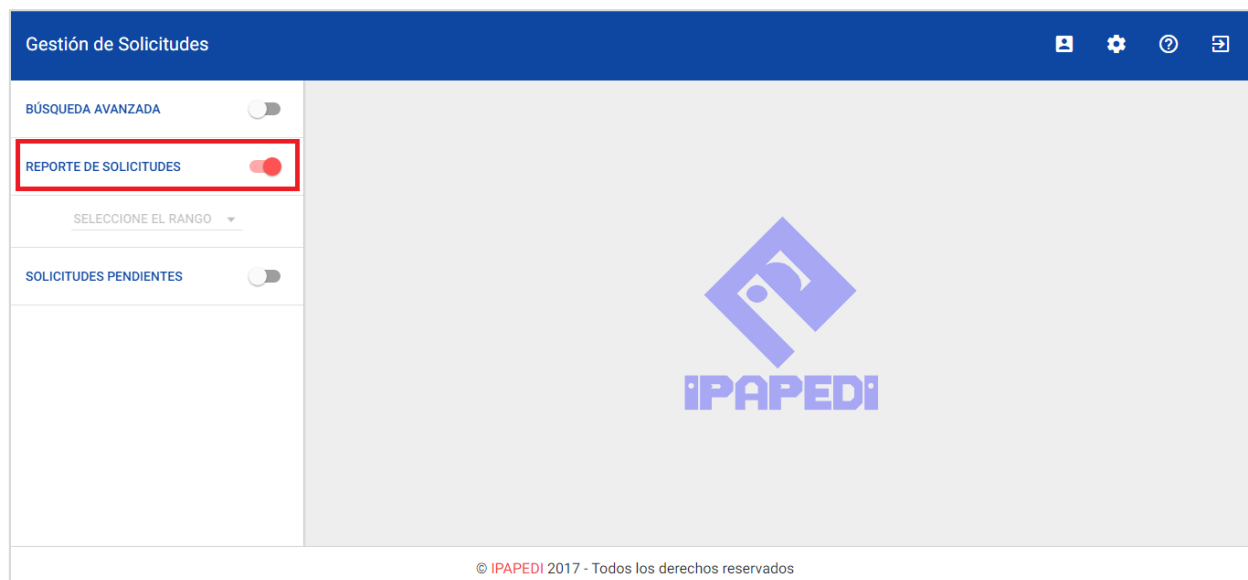 Gestión de Solicitudes
BÚSQUEDA AVANZADA
REPORTE DE SOLICITUDES
SELECCIONE EL RANGO
SOLICITUDES PENDIENTES
IPAPEDI
© IPAPEDI 2017 - Todos los derechos reservados